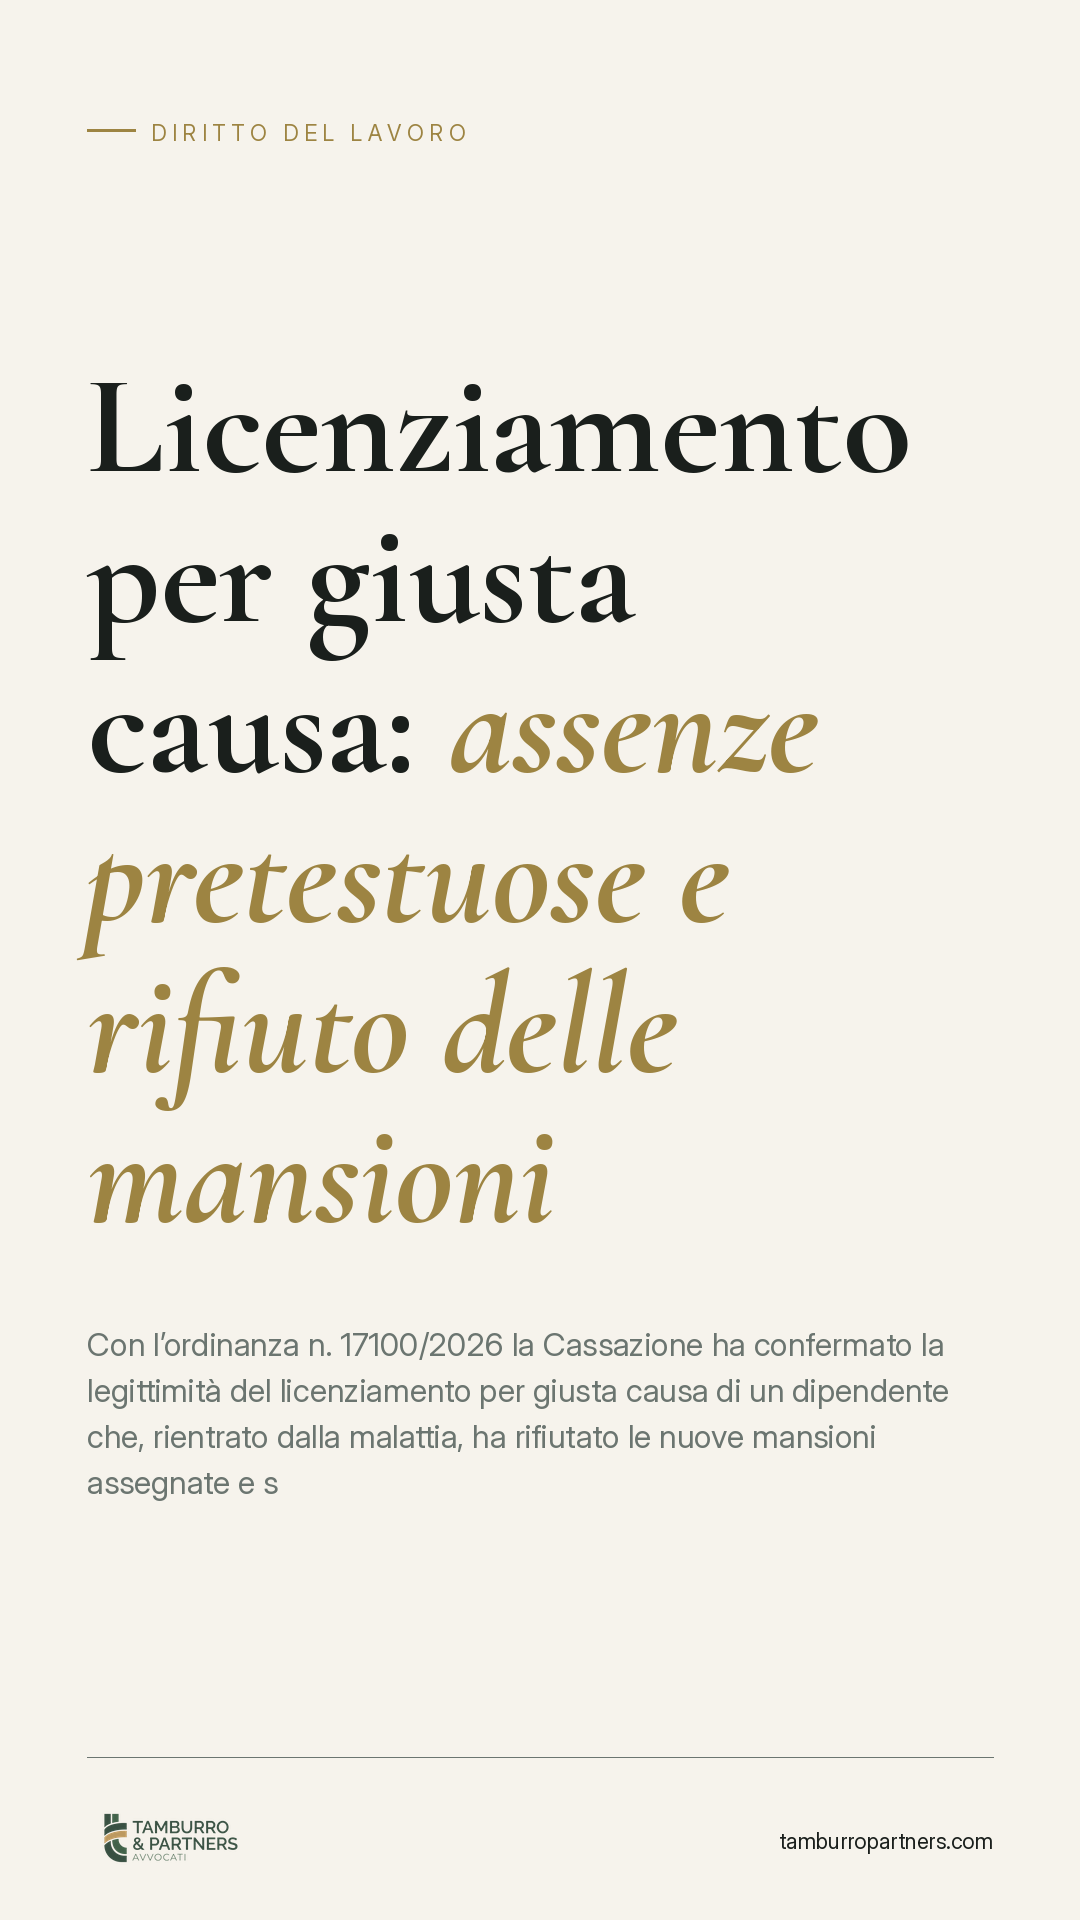 DIRITTO DEL LAVORO
Licenziamento
per giusta
causa: assenze
pretestuose e
rifiuto delle
mansioni
Con l’ordinanza n. 17100/2026 la Cassazione ha confermato la
legittimità del licenziamento per giusta causa di un dipendente
che, rientrato dalla malattia, ha rifiutato le nuove mansioni
assegnate e s
TAMBURRO
& PARTNERS
AVVOCATI
tamburropartners.com